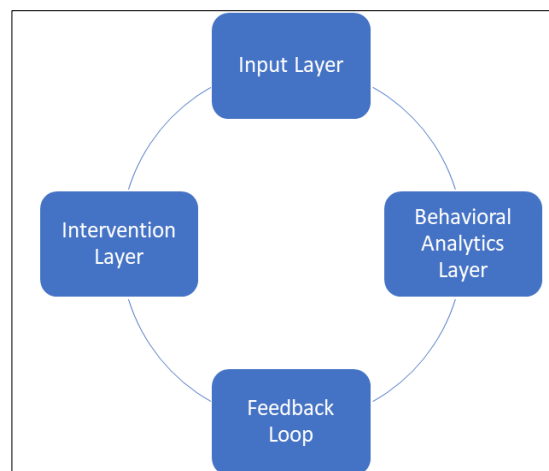 Input Layer
Behavioral
Analytics
Layer
Feedback
Loop
Intervention
Layer